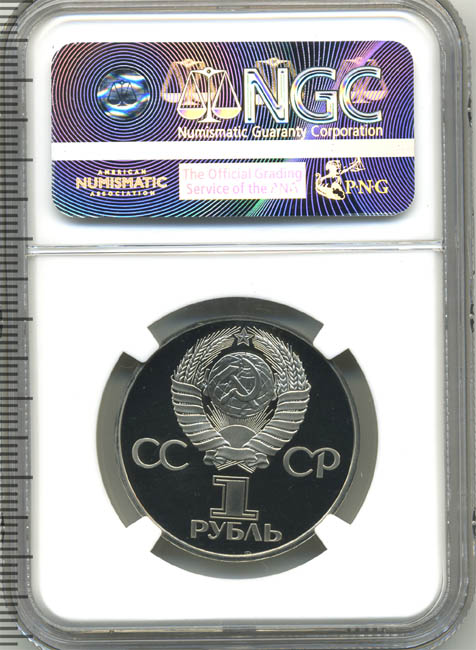 NGC
Numismatic Guaranty Corporation
AMERICAN
NUMISMATIC
ASSOCIATION
The Official Grading
Service of the ANA
PNG
СС СР
1
РУБЛЬ